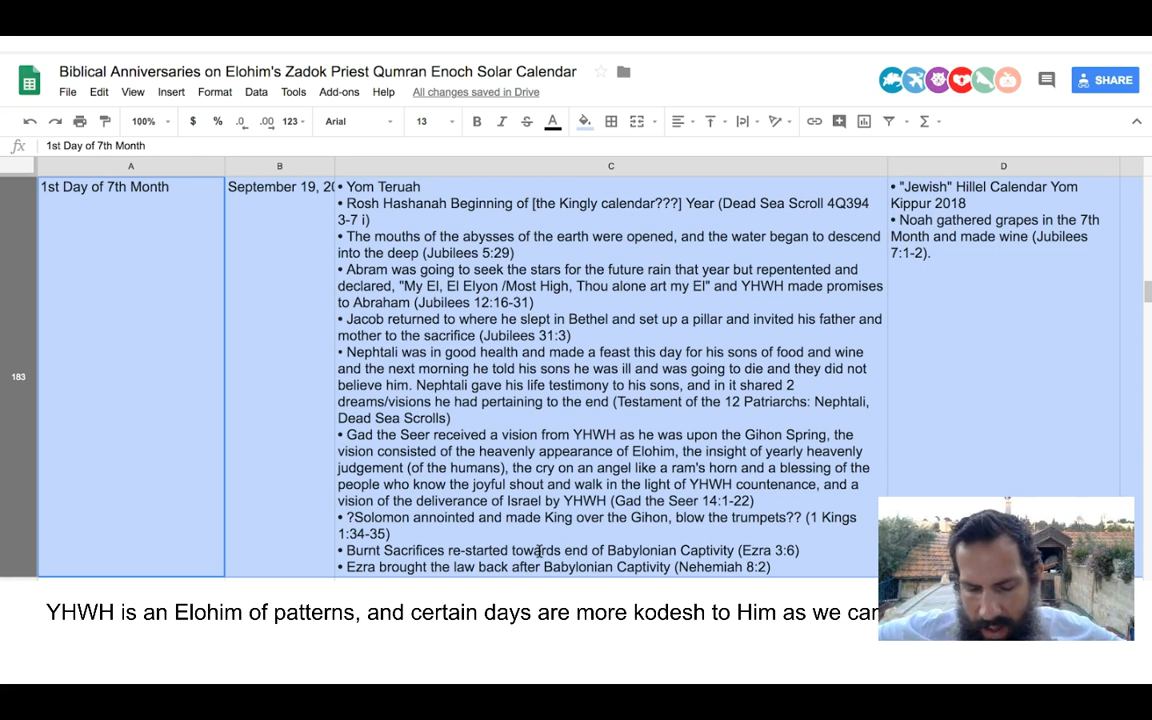 Biblical Anniversaries on Elohim's Zadok Priest Qumran Enoch Solar Calendar
File Edit View Insert Format Data Tools Add-ons Help All changes saved in Drive
SHARE
100% $ % .0 .00 123 Arial 13 B I S A
fx 1st Day of 7th Month
A B C D
183
1st Day of 7th Month
September 19, 20
• Yom Teruah
• Rosh Hashanah Beginning of [the Kingly calendar???] Year (Dead Sea Scroll 4Q394
3-7 i)
• The mouths of the abysses of the earth were opened, and the water began to descend
into the deep (Jubilees 5:29)
• Abram was going to seek the stars for the future rain that year but repentented and
declared, "My El, El Elyon /Most High, Thou alone art my El" and YHWH made promises
to Abraham (Jubilees 12:16-31)
• Jacob returned to where he slept in Bethel and set up a pillar and invited his father and
mother to the sacrifice (Jubilees 31:3)
• Nephtali was in good health and made a feast this day for his sons of food and wine
and the next morning he told his sons he was ill and was going to die and they did not
believe him. Nephtali gave his life testimony to his sons, and in it shared 2
dreams/visions he had pertaining to the end (Testament of the 12 Patriarchs: Nephtali,
Dead Sea Scrolls)
• Gad the Seer received a vision from YHWH as he was upon the Gihon Spring, the
vision consisted of the heavenly appearance of Elohim, the insight of yearly heavenly
judgement (of the humans), the cry on an angel like a ram's horn and a blessing of the
people who know the joyful shout and walk in the light of YHWH countenance, and a
vision of the deliverance of Israel by YHWH (Gad the Seer 14:1-22)
• ?Solomon annointed and made King over the Gihon, blow the trumpets?? (1 Kings
1:34-35)
• Burnt Sacrifices re-started towards end of Babylonian Captivity (Ezra 3:6)
• Ezra brought the law back after Babylonian Captivity (Nehemiah 8:2)
• "Jewish" Hillel Calendar Yom
Kippur 2018
• Noah gathered grapes in the 7th
Month and made wine (Jubilees
7:1-2).
YHWH is an Elohim of patterns, and certain days are more kodesh to Him as we can